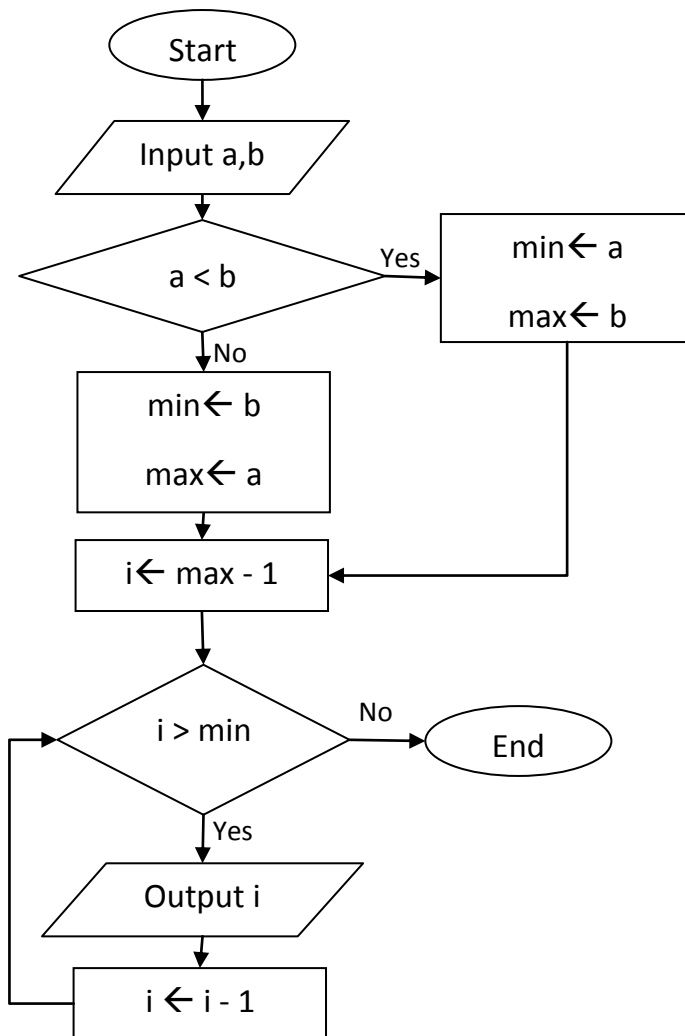 Start
Input a,b
a < b
Yes
min← a
max← b
No
min← b
max← a
i← max - 1
i > min
No
End
Yes
Output i
i ← i - 1